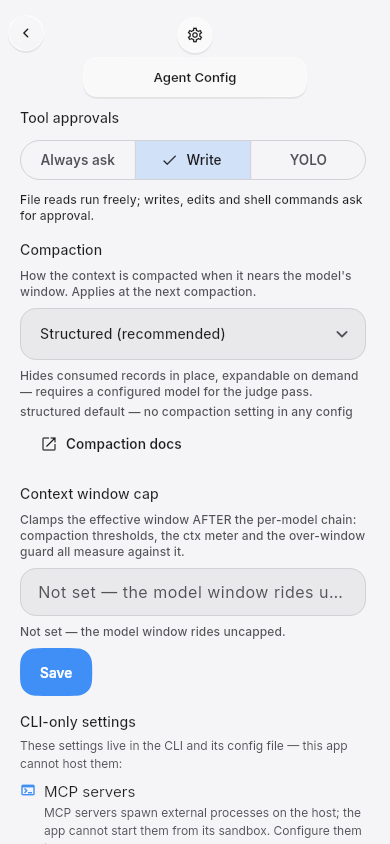 Agent Config
Tool approvals
Always ask
Write
YOLO
File reads run freely; writes, edits and shell commands ask
for approval.
Compaction
How the context is compacted when it nears the model's
window. Applies at the next compaction.
Structured (recommended)
Hides consumed records in place, expandable on demand
— requires a configured model for the judge pass.
structured default — no compaction setting in any config
Compaction docs
Context window cap
Clamps the effective window AFTER the per-model chain:
compaction thresholds, the ctx meter and the over-window
guard all measure against it.
Not set — the model window rides u...
Not set — the model window rides uncapped.
Save
CLI-only settings
These settings live in the CLI and its config file — this app
cannot host them:
MCP servers
MCP servers spawn external processes on the host; the
app cannot start them from its sandbox. Configure them